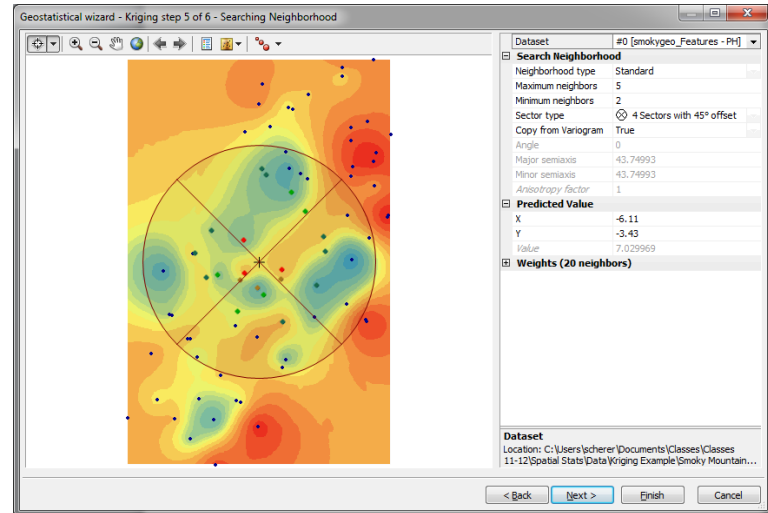 Geostatistical wizard - Kriging step 5 of 6 - Searching Neighborhood
Dataset #0 [smokygeo_Features - PH]
Search Neighborhood
Neighborhood type Standard
Maximum neighbors 5
Minimum neighbors 2
Sector type 4 Sectors with 45° offset
Copy from Variogram True
Angle 0
Major semiaxis 43.74993
Minor semiaxis 43.74993
Anisotropy factor 1
Predicted Value
X -6.11
Y -3.43
Value 7.029969
Weights (20 neighbors)
Dataset
Location: C:\Users\scherer\Documents\Classes\Classes
11-12\Spatial Stats\Data\Kriging Example\Smoky Mountain...
< Back Next > Finish Cancel